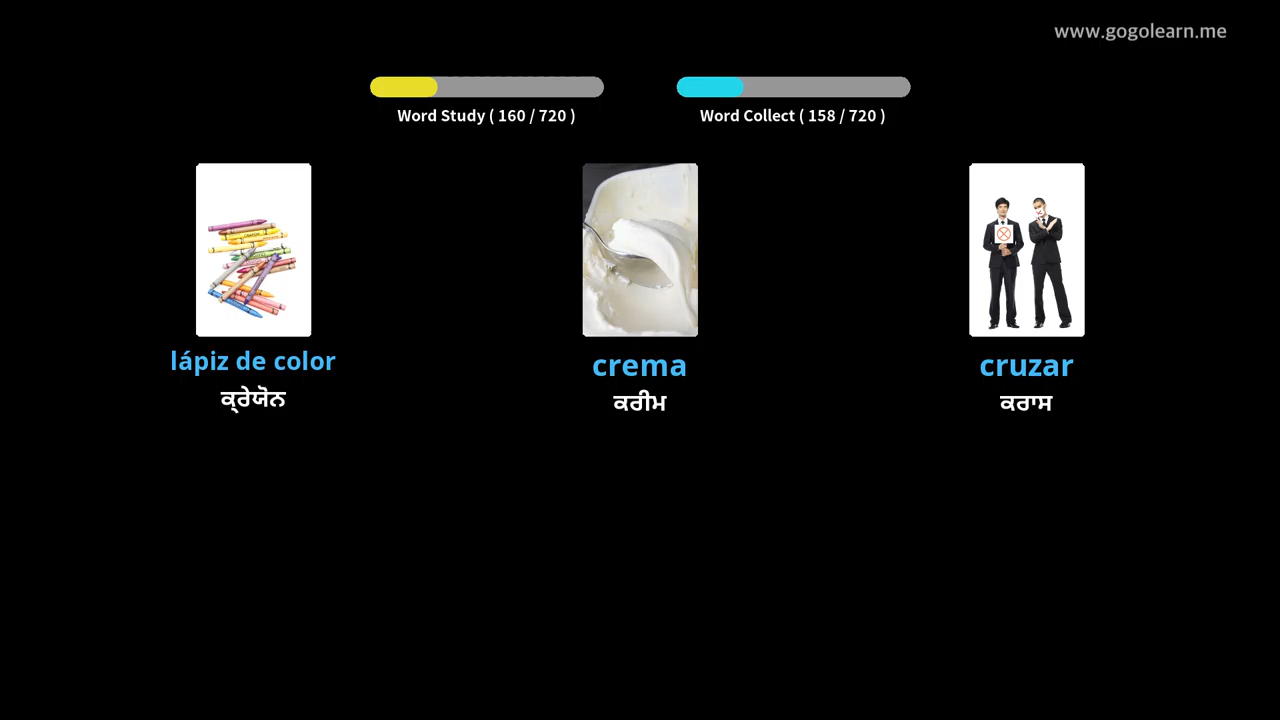 www.gogolearn.me
Word Study ( 160 / 720 )
Word Collect ( 158 / 720 )
lápiz de color
crema
cruzar
ਕ੍ਰੇਯੋਨ
ਕਰੀਮ
ਕਰਾਸ